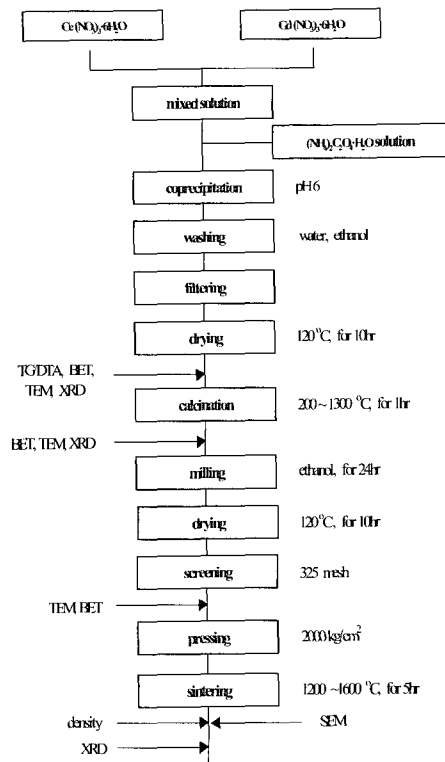 Ce(NO3)3·6H2O
Gd(NO3)3·6H2O
mixed solution
(NH4)2C2O4·H2O solution
coprecipitation
pH 6
washing
water, ethanol
filtering
drying
120°C, for 10hr
TG/DTA, BET,
TEM, XRD
calcination
200~1300 °C, for 1hr
BET, TEM, XRD
milling
ethanol, for 24hr
drying
120°C, for 10hr
screening
325 mesh
TEM, BET
pressing
2000 kg/cm2
sintering
1200~1600 °C, for 5hr
density
SEM
XRD